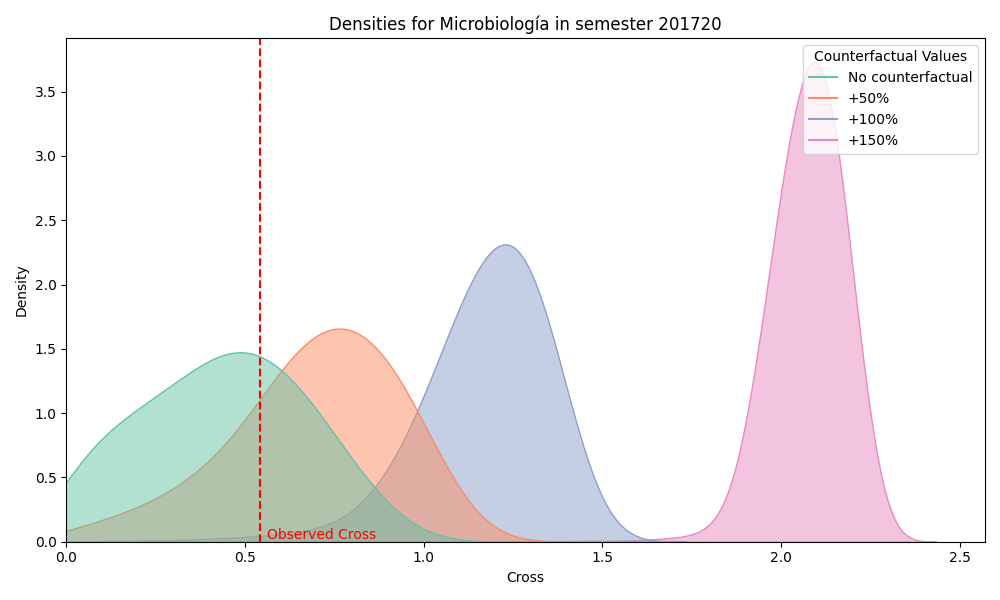 Densities for Microbiología in semester 201720
Counterfactual Values
No counterfactual
+50%
+100%
+150%
Density
3.5
3.0
2.5
2.0
1.5
1.0
0.5
0.0
Observed Cross
0.0 0.5 1.0 1.5 2.0 2.5
Cross